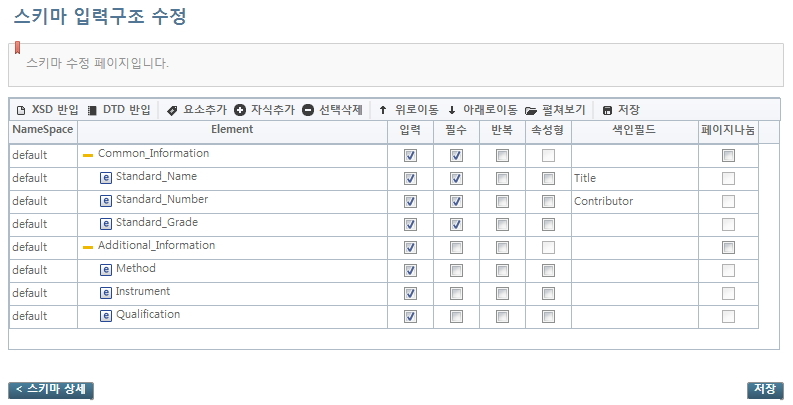 스키마 입력구조 수정
스키마 수정 페이지입니다.
XSD 반입 DTD 반입 요소추가 자식추가 선택삭제 위로이동 아래로이동 펼쳐보기 저장
NameSpace Element 입력 필수 반복 속성형 색인필드 페이지나눔
default Common_Information
default e Standard_Name Title
default e Standard_Number Contributor
default e Standard_Grade
default Additional_Information
default e Method
default e Instrument
default e Qualification
< 스키마 상세 저장